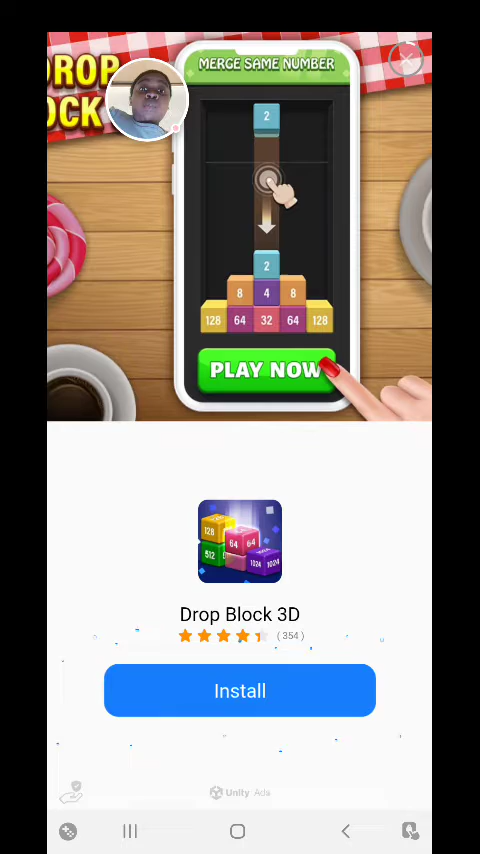 DROP
OCK
MERGE SAME NUMBER
2
2
8 4 8
128 64 32 64 128
PLAY NOW
128
64 64
512
1024 1024
Drop Block 3D
(354)
Install
Unity Ads